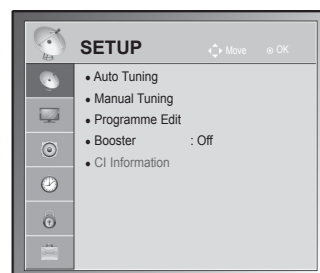 SETUP Move OK
• Auto Tuning
• Manual Tuning
• Programme Edit
• Booster : Off
• CI Information